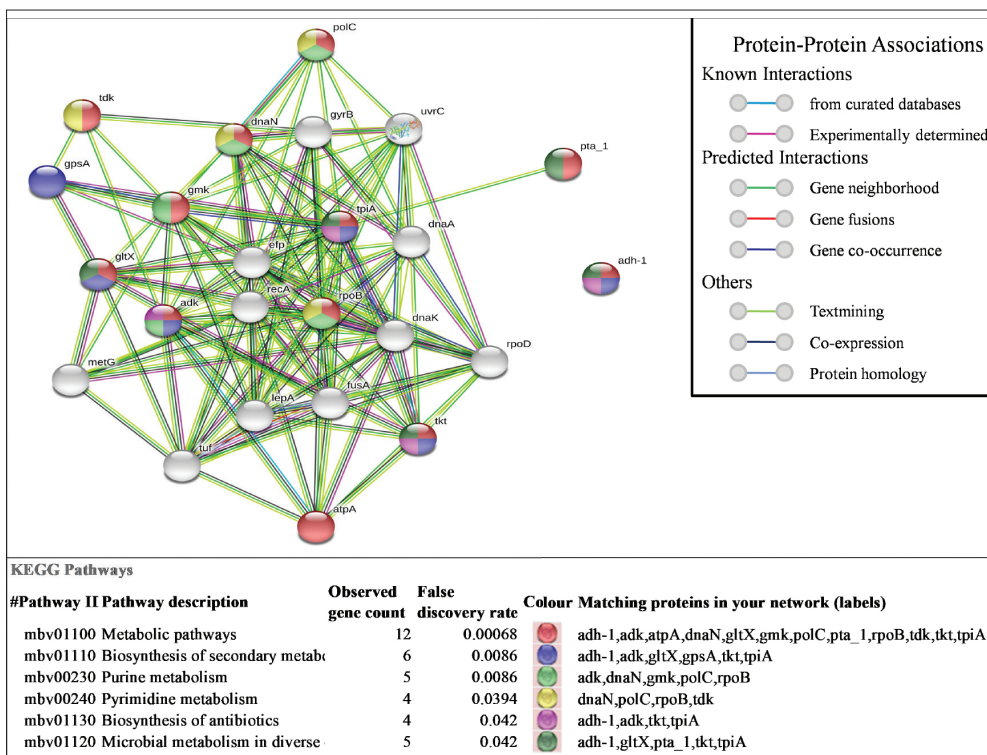 polC
tdk
gyrB
uvrC
dnaN
pta_1
gpsA
gmk
tpiA
dnaA
efp
gltX
adh-1
recA
adk
rpoB
dnaK
rpoD
metG
fusA
lepA
tkt
tuf
atpA
Protein-Protein Associations
Known Interactions
from curated databases
Experimentally determined
Predicted Interactions
Gene neighborhood
Gene fusions
Gene co-occurrence
Others
Textmining
Co-expression
Protein homology
KEGG Pathways
#Pathway II Pathway description Observed gene count False discovery rate Colour Matching proteins in your network (labels)
mbv01100 Metabolic pathways 12 0.00068 adh-1,adk,atpA,dnaN,gltX,gmk,polC,pta_1,rpoB,tdk,tkt,tpiA
mbv01110 Biosynthesis of secondary metab 6 0.0086 adh-1,adk,gltX,gpsA,tkt,tpiA
mbv00230 Purine metabolism 5 0.0086 adk,dnaN,gmk,polC,rpoB
mbv00240 Pyrimidine metabolism 4 0.0394 dnaN,polC,rpoB,tdk
mbv01130 Biosynthesis of antibiotics 4 0.042 adh-1,adk,tkt,tpiA
mbv01120 Microbial metabolism in diverse 5 0.042 adh-1,gltX,pta_1,tkt,tpiA